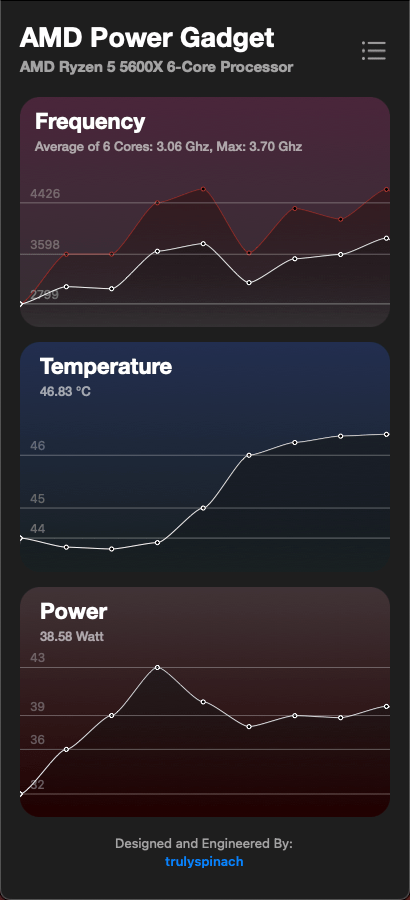 AMD Power Gadget
AMD Ryzen 5 5600X 6-Core Processor
Frequency
Average of 6 Cores: 3.06 Ghz, Max: 3.70 Ghz
4426
3598
2799
Temperature
46.83 °C
46
45
44
Power
38.58 Watt
43
39
36
32
Designed and Engineered By:
trulyspinach